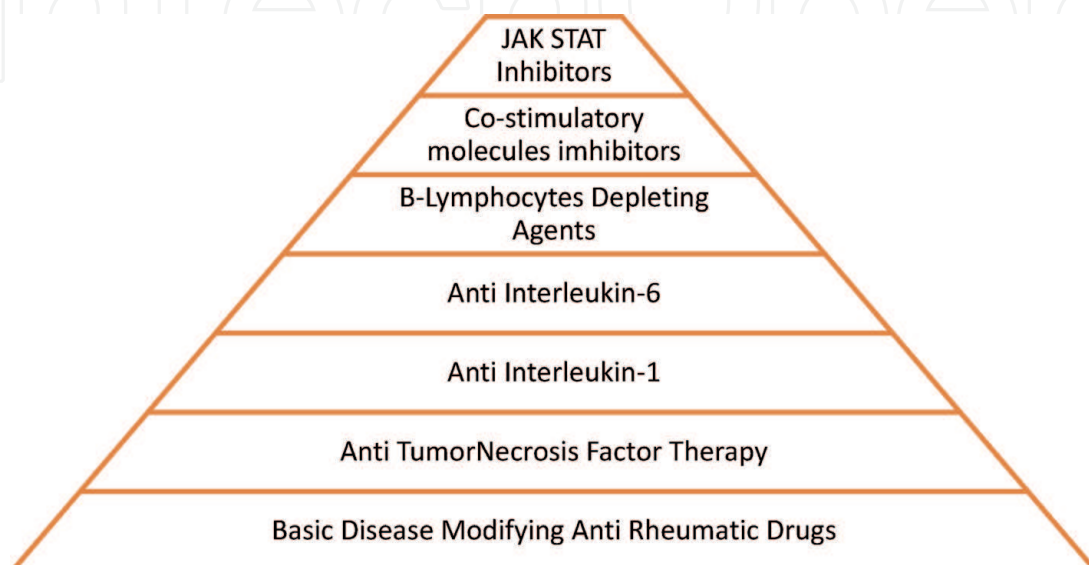 JAK STAT
Inhibitors
Co-stimulatory
molecules imhibitors
B-Lymphocytes Depleting
Agents
Anti Interleukin-6
Anti Interleukin-1
Anti TumorNecrosis Factor Therapy
Basic Disease Modifying Anti Rheumatic Drugs